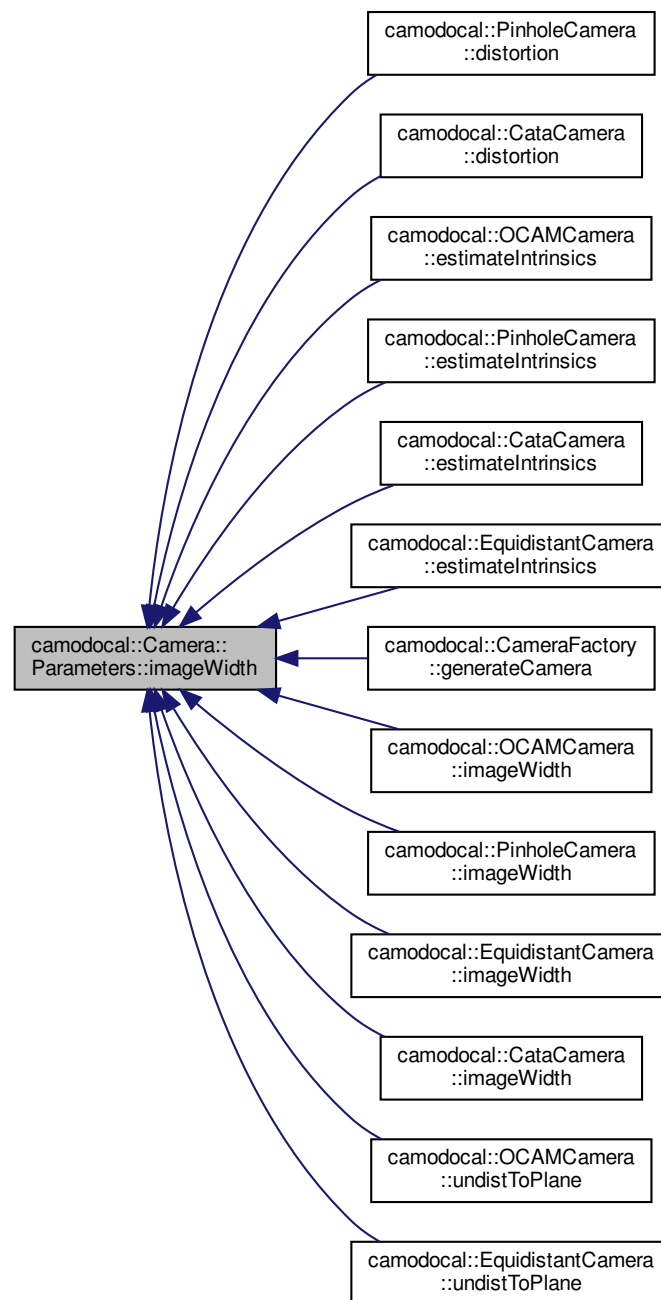 camodocal::PinholeCamera
::distortion
camodocal::CataCamera
::distortion
camodocal::OCAMCamera
::estimateIntrinsics
camodocal::PinholeCamera
::estimateIntrinsics
camodocal::CataCamera
::estimateIntrinsics
camodocal::EquidistantCamera
::estimateIntrinsics
camodocal::Camera::
Parameters::imageWidth
camodocal::CameraFactory
::generateCamera
camodocal::OCAMCamera
::imageWidth
camodocal::PinholeCamera
::imageWidth
camodocal::EquidistantCamera
::imageWidth
camodocal::CataCamera
::imageWidth
camodocal::OCAMCamera
::undistToPlane
camodocal::EquidistantCamera
::undistToPlane